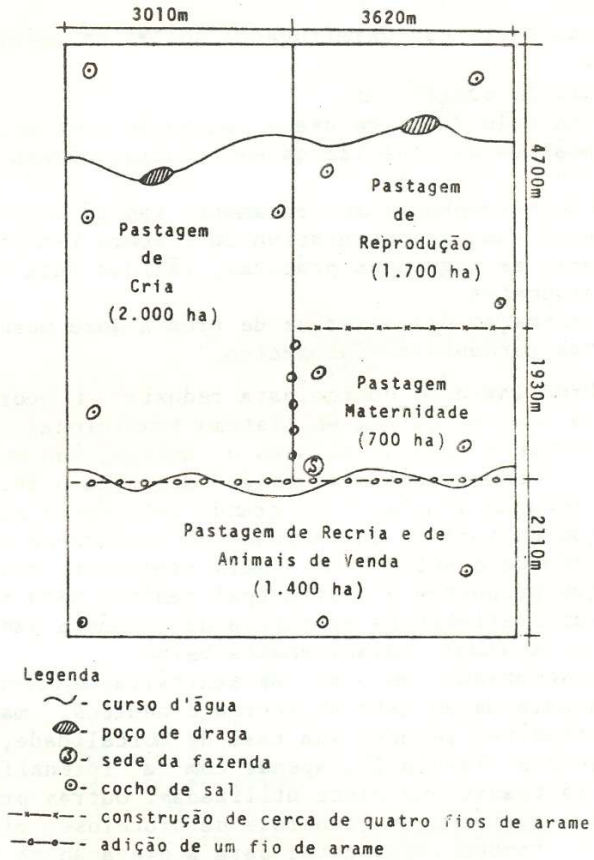 3010m
3620m
4700m
Pastagem
de
Reprodução
(1.700 ha)
Pastagem
de
Cria
(2.000 ha)
1930m
Pastagem
Maternidade
(700 ha)
S
2110m
Pastagem de Recria e de
Animais de Venda
(1.400 ha)
Legenda
- curso d'água
- poço de draga
S - sede da fazenda
- cocho de sal
- construção de cerca de quatro fios de arame
- adição de um fio de arame